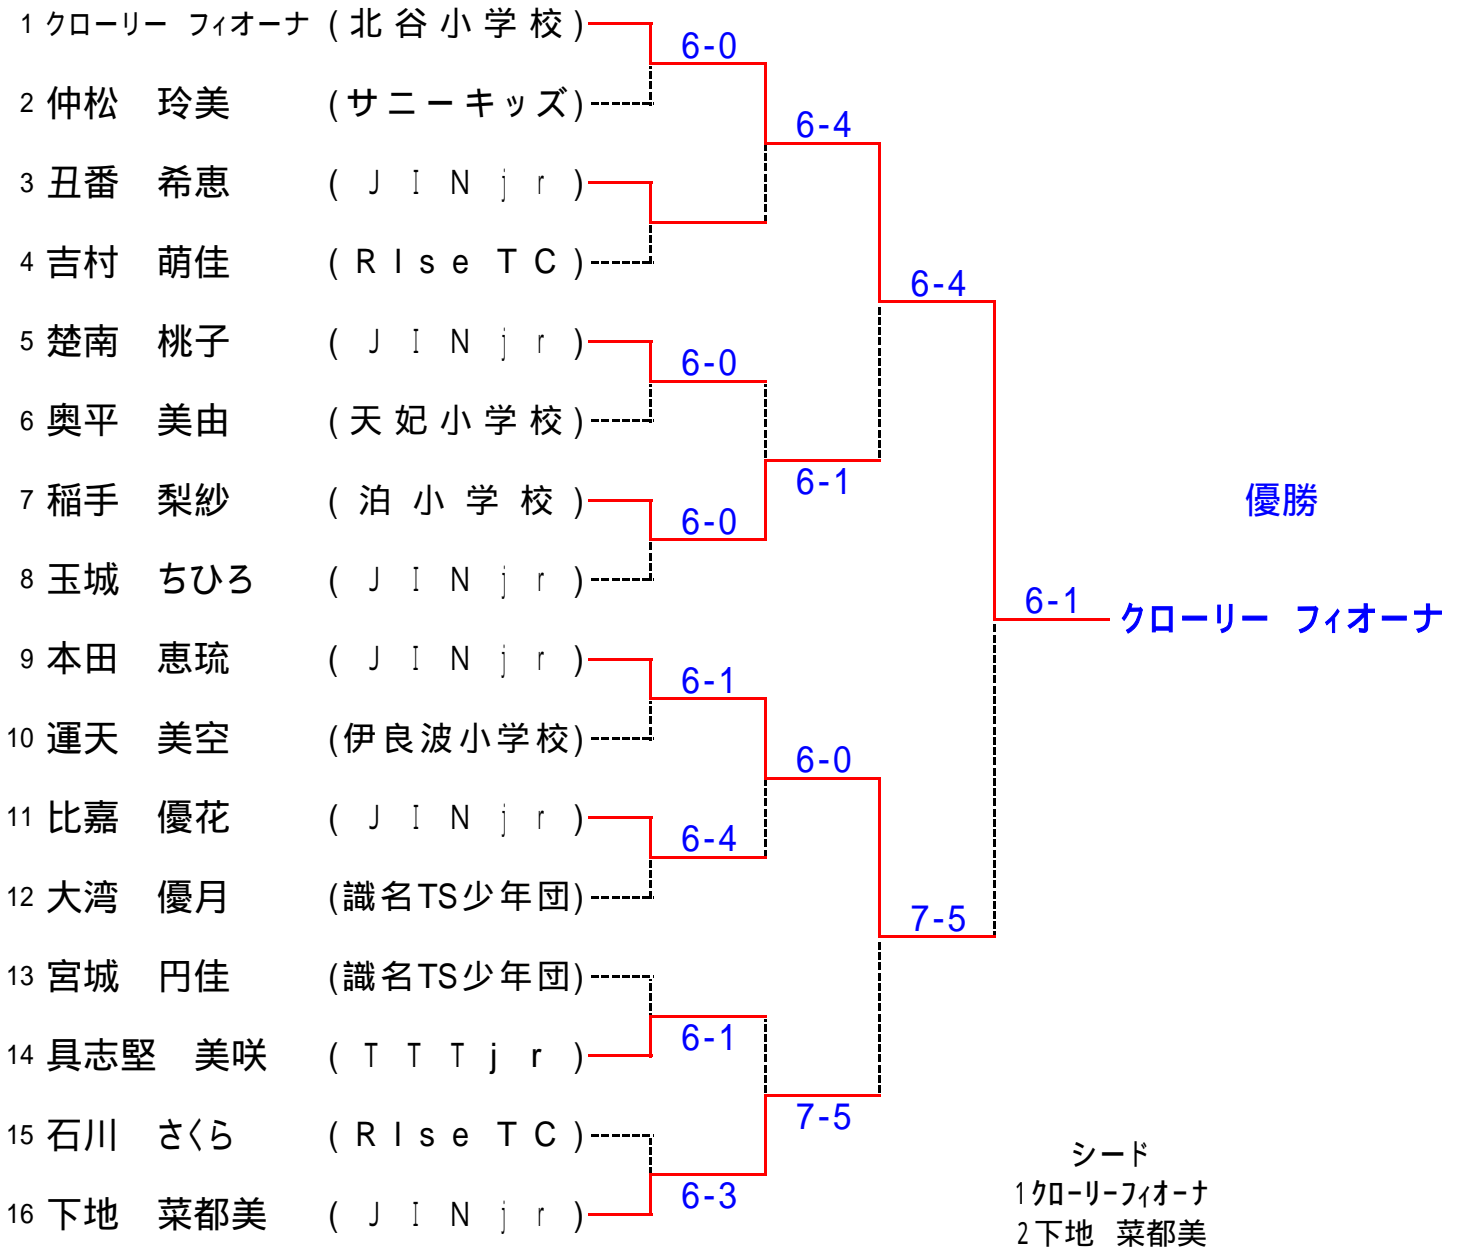 1 クローリー フィオーナ (北谷小学校)
6-0
2 仲松 玲美 (サニーキッズ)
6-4
3 丑番 希恵 (JINjr)
4 吉村 萌佳 (RIse TC)
6-4
5 楚南 桃子 (JINjr)
6-0
6 奥平 美由 (天妃小学校)
6-1
7 稲手 梨紗 (泊小学校)
優勝
6-0
8 玉城 ちひろ (JINjr)
6-1
クローリー フィオーナ
9 本田 恵琉 (JINjr)
6-1
10 運天 美空 (伊良波小学校)
6-0
11 比嘉 優花 (JINjr)
6-4
12 大湾 優月 (識名TS少年団)
7-5
13 宮城 円佳 (識名TS少年団)
6-1
14 具志堅 美咲 (TTTjr)
7-5
15 石川 さくら (RIse TC)
6-3
16 下地 菜都美 (JINjr)
シード
1 クローリーフィオーナ
2 下地 菜都美